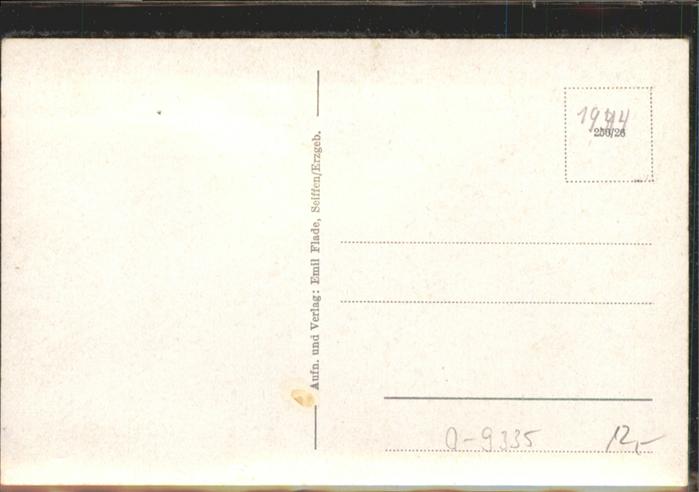 1944
250/26
Aufn. und Verlag: Emil Flade, Seiffen/Erzgeb.
O-9335
12,-